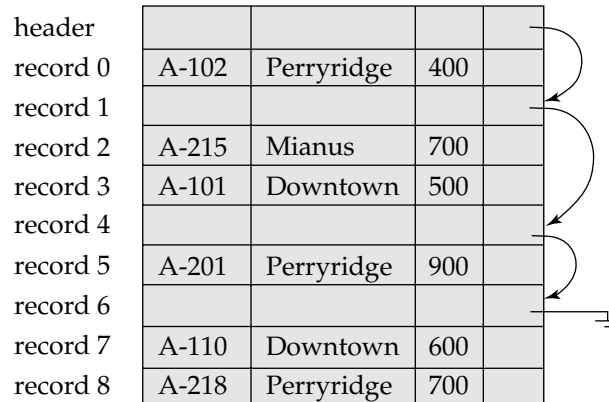 header
record 0 A-102 Perryridge 400
record 1
record 2 A-215 Mianus 700
record 3 A-101 Downtown 500
record 4
record 5 A-201 Perryridge 900
record 6
record 7 A-110 Downtown 600
record 8 A-218 Perryridge 700